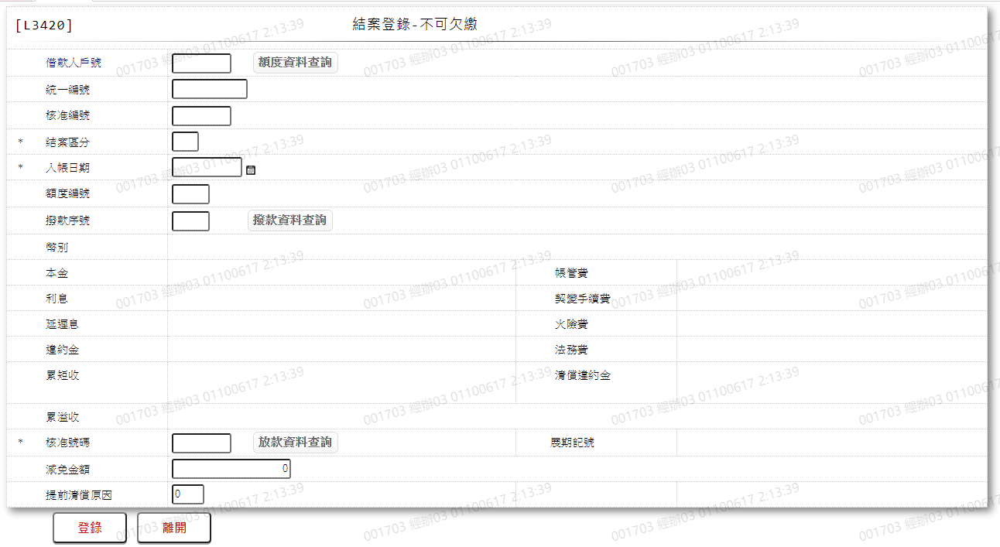 [L3420] 結案登錄-不可欠繳
借款人戶號 額度資料查詢
統一編號
核准編號
* 結案區分
* 入帳日期
額度編號
撥款序號 撥款資料查詢
幣別
本金 帳管費
利息 契變手續費
延遲息 火險費
違約金 法務費
累短收 清償違約金
累溢收
* 核准號碼 放款資料查詢 展期記號
減免金額 0
提前清償原因 0
登錄 離開
001703 經辦03 01100617 2:13:39